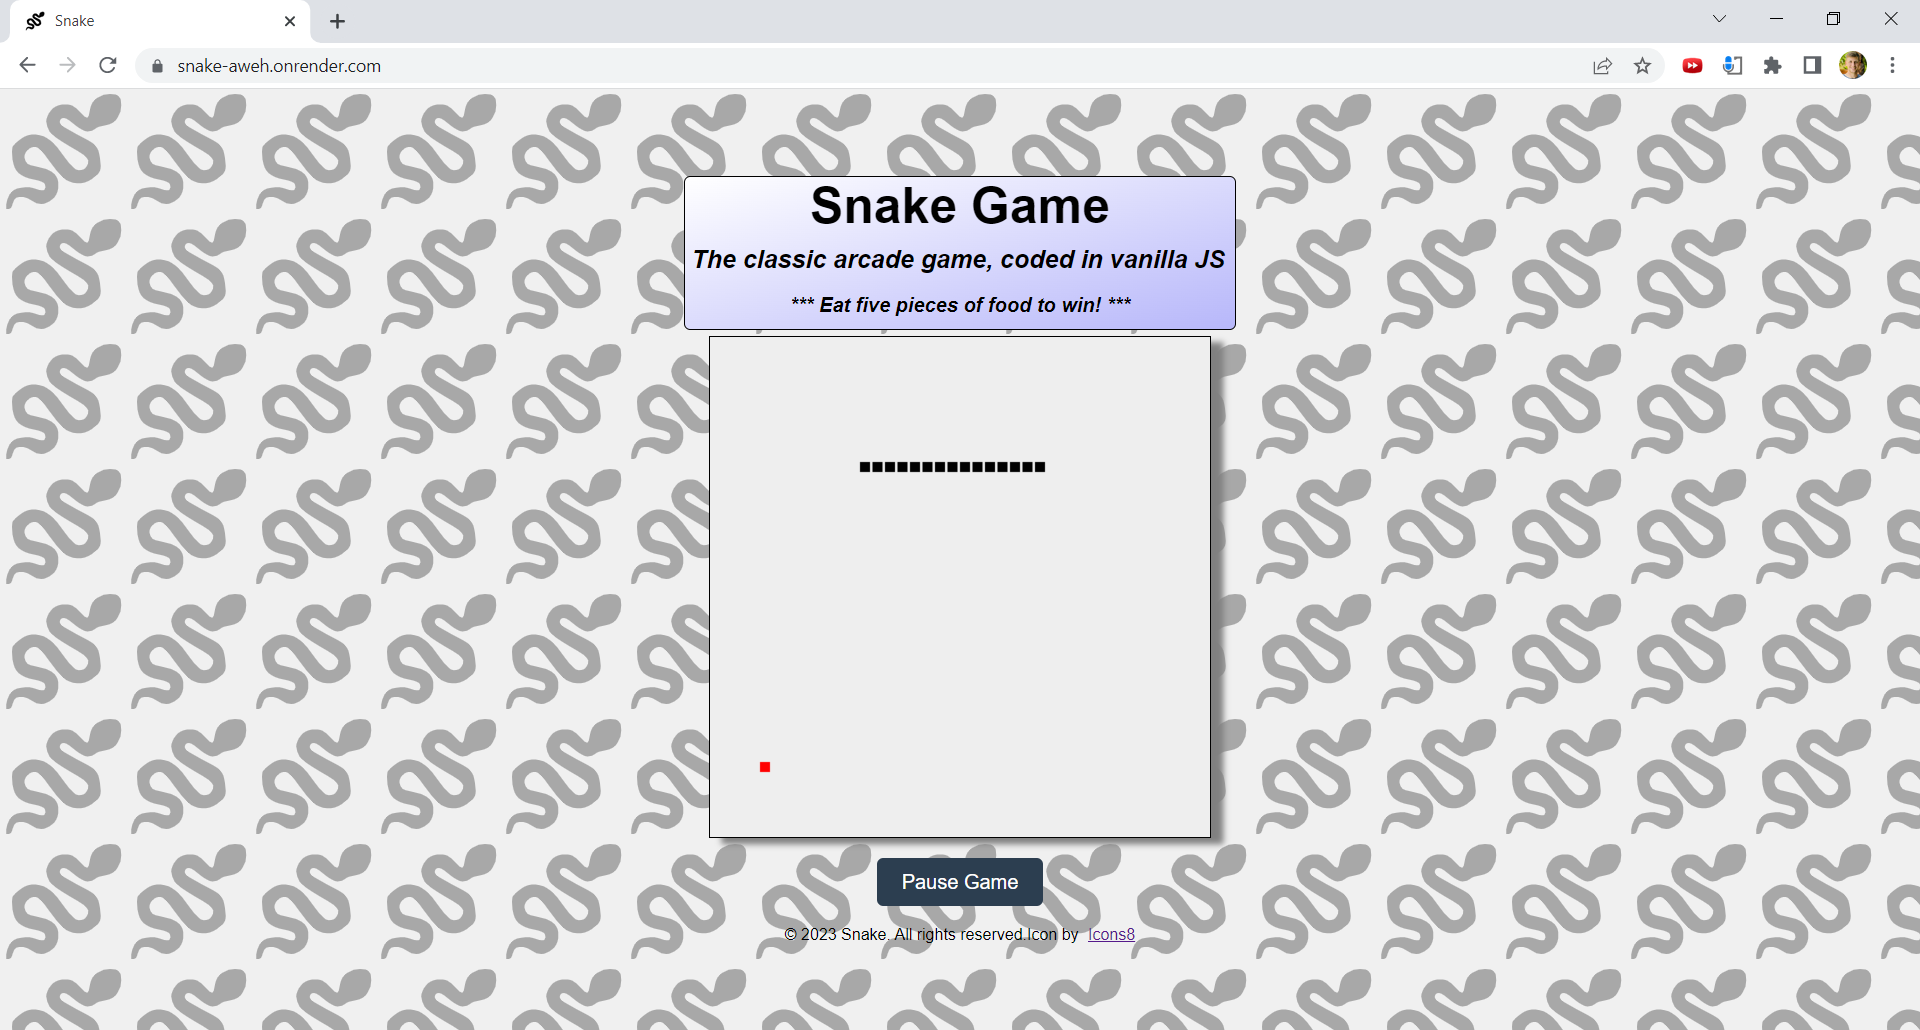 Snake
snake-aweh.onrender.com
Snake Game
The classic arcade game, coded in vanilla JS
*** Eat five pieces of food to win! ***
Pause Game
© 2023 Snake. All rights reserved.Icon by Icons8